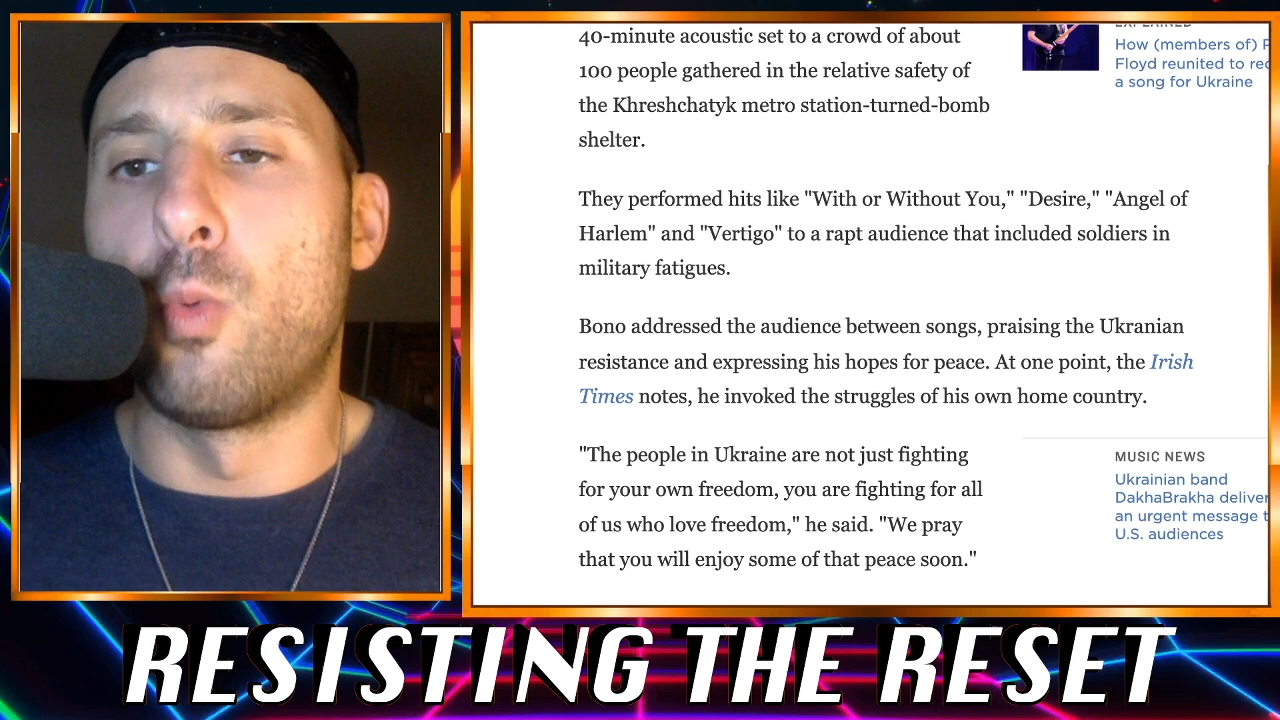 40-minute acoustic set to a crowd of about
100 people gathered in the relative safety of
the Khreshchatyk metro station-turned-bomb
shelter.
They performed hits like "With or Without You," "Desire," "Angel of
Harlem" and "Vertigo" to a rapt audience that included soldiers in
military fatigues.
Bono addressed the audience between songs, praising the Ukranian
resistance and expressing his hopes for peace. At one point, the Irish
Times notes, he invoked the struggles of his own home country.
"The people in Ukraine are not just fighting
for your own freedom, you are fighting for all
of us who love freedom," he said. "We pray
that you will enjoy some of that peace soon."
EXPLAINED
How (members of)
Floyd reunited to
a song for Ukraine
MUSIC NEWS
Ukrainian band
DakhaBrakha
an urgent message
U.S. audiences
RESISTING THE RESET